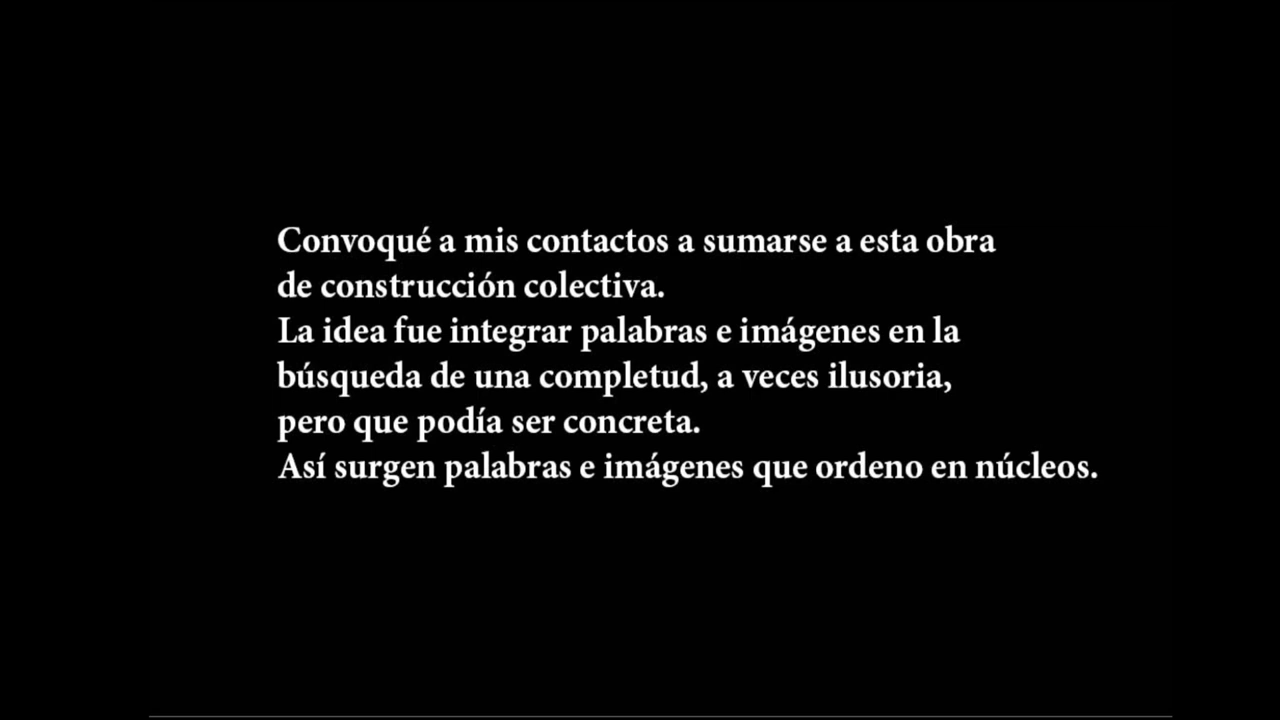 Convoqué a mis contactos a sumarse a esta obra
de construcción colectiva.
La idea fue integrar palabras e imágenes en la
búsqueda de una completud, a veces ilusoria,
pero que podía ser concreta.
Así surgen palabras e imágenes que ordeno en núcleos.